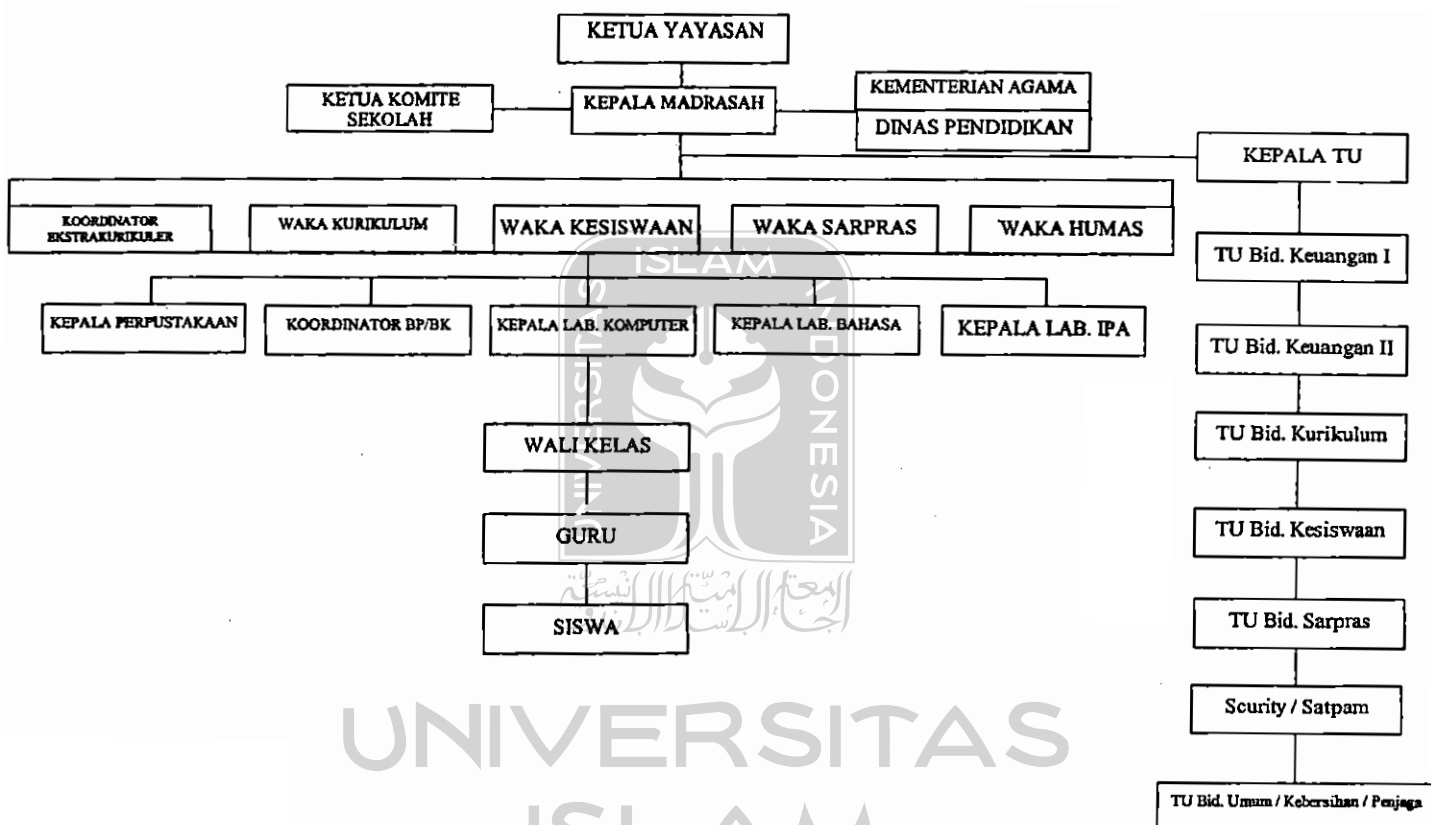 KETUA YAYASAN
KETUA KOMITE
SEKOLAH
KEPALA MADRASAH
KEMENTERIAN AGAMA
DINAS PENDIDIKAN
KEPALA TU
KOORDINATOR
EKSTRAKURIKULER
WAKA KURIKULUM
WAKA KESISWAAN
WAKA SARPRAS
WAKA HUMAS
TU Bid. Keuangan I
KEPALA PERPUSTAKAAN
KOORDINATOR BP/BK
KEPALA LAB. KOMPUTER
KEPALA LAB. BAHASA
KEPALA LAB. IPA
TU Bid. Keuangan II
WALI KELAS
TU Bid. Kurikulum
GURU
TU Bid. Kesiswaan
SISWA
TU Bid. Sarpras
Scurity / Satpam
TU Bid. Umum / Kebersihan / Penjaga
ISLAM
UNIVERSITAS
INDONESIA
UNIVERSITAS
ISLAM